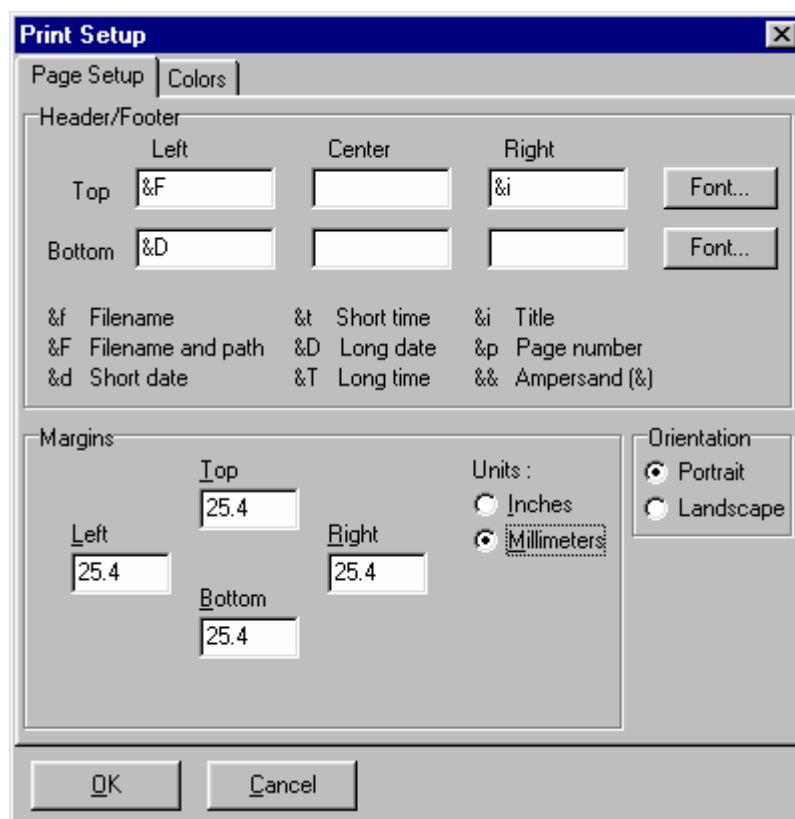 Print Setup
Page Setup Colors
Header/Footer
Left Center Right
Top &F &i Font...
Bottom &D Font...
&f Filename &t Short time &i Title
&F Filename and path &D Long date &p Page number
&d Short date &T Long time && Ampersand (&)
Margins Orientation
Top Units : Portrait
25.4 Inches Landscape
Left Right Millimeters
25.4 25.4
Bottom
25.4
OK Cancel